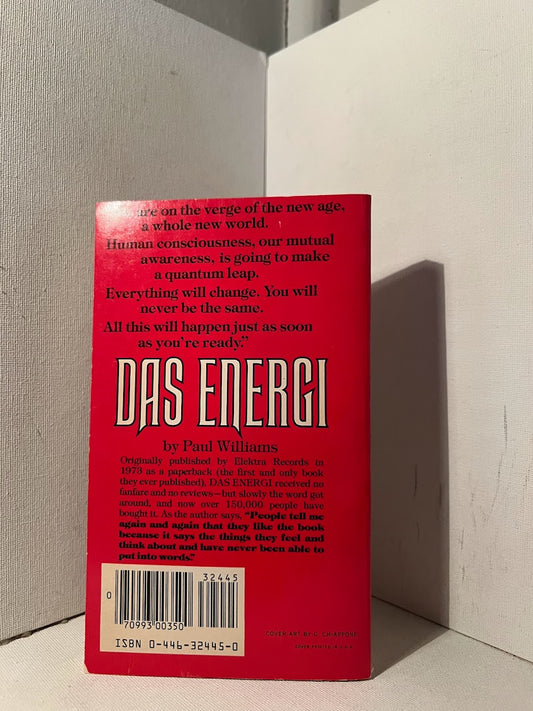 are on the verge of the new age,
a whole new world.
Human consciousness, our mutual
awareness, is going to make
a quantum leap.
Everything will change. You will
never be the same.
All this will happen just as soon
as you're ready."
DAS ENERGI
by Paul Williams
Originally published by Elektra Records in
1973 as a paperback (the first and only book
they ever published), DAS ENERGI received no
fanfare and no reviews—but slowly the word got
around, and now over 150,000 people have
bought it. As the author says, "People tell me
again and again that they like the book
because it says the things they feel and
think about and have never been able to
put into words."
32445
0
70993 00350
ISBN 0-446-32445-0
COVER ART BY G. CHIAPPONE